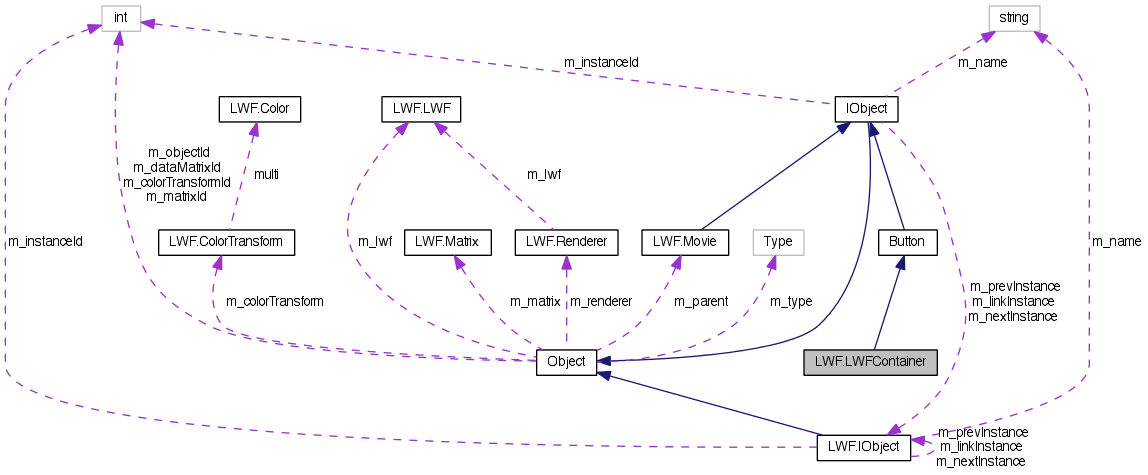 int
string
m_instanceId
m_name
LWF.Color
LWF.LWF
IObject
m_objectId
m_dataMatrixId
m_colorTransformId
m_matrixId
multi
m_lwf
m_instanceId
m_lwf
LWF.ColorTransform
LWF.Matrix
LWF.Renderer
LWF.Movie
Type
Button
m_name
m_prevInstance
m_linkInstance
m_nextInstance
m_colorTransform
m_matrix
m_renderer
m_parent
m_type
Object
LWF.LWFContainer
LWF.IObject
m_prevInstance
m_linkInstance
m_nextInstance